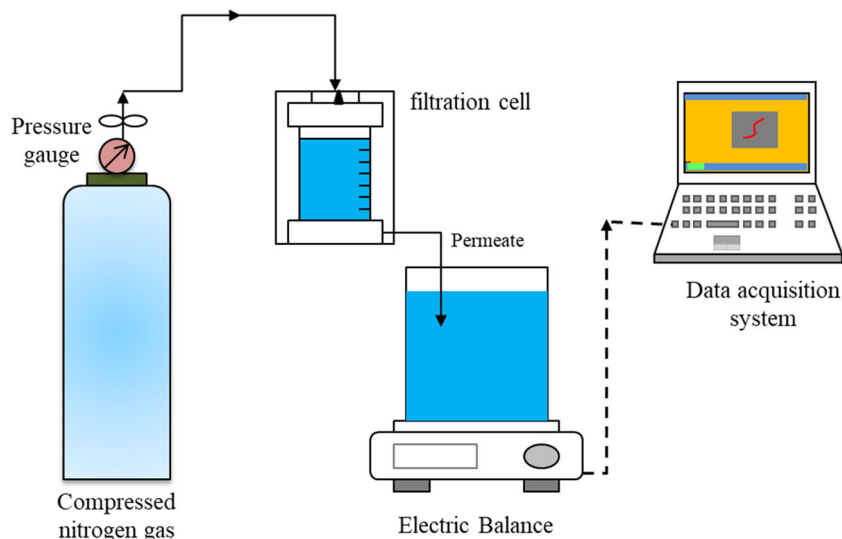 filtration cell
Pressure
gauge
Permeate
Data acquisition
system
Compressed
nitrogen gas
Electric Balance